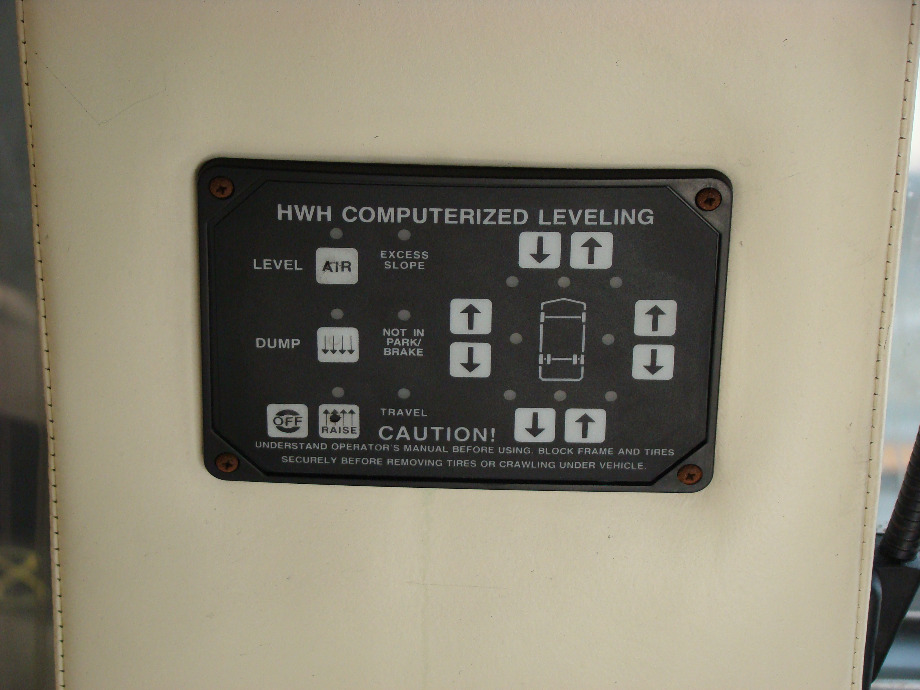 HWH COMPUTERIZED LEVELING
LEVEL
AIR
EXCESS
SLOPE
DUMP
NOT IN
PARK/
BRAKE
OFF
RAISE
TRAVEL
CAUTION!
UNDERSTAND OPERATOR'S MANUAL BEFORE USING. BLOCK FRAME AND TIRES
SECURELY BEFORE REMOVING TIRES OR CRAWLING UNDER VEHICLE.